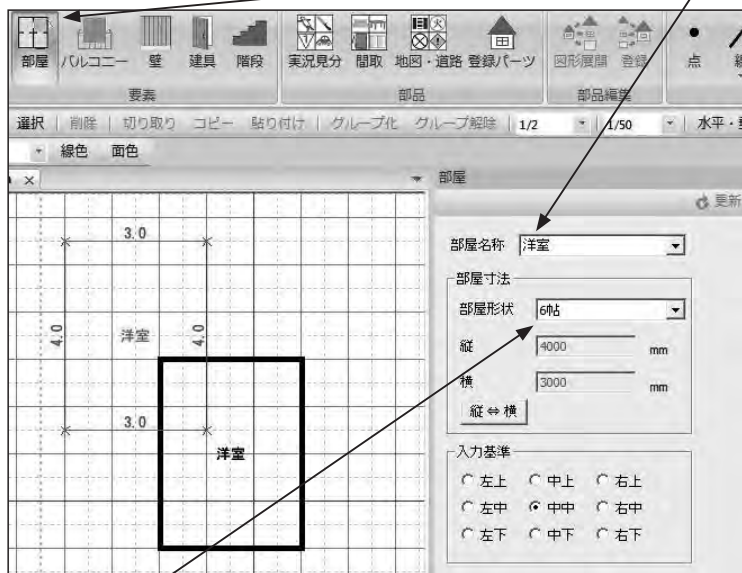 部屋 バルコニー 壁 建具 階段 実況見分 間取 地図・道路 登録パーツ 図形展開 登録 点
要素 部品 部品編集
選択 削除 切り取り コピー 貼り付け グループ化 グループ解除 1/2 1/50 水平・
線色 面色
× 部屋
更新
部屋名称 洋室
部屋寸法
部屋形状 6帖
縦 4000 mm
横 3000 mm
縦⇔横
入力基準
左上 中上 右上
左中 中中 右中
左下 中下 右下
3.0
4.0 洋室 4.0
3.0
洋室